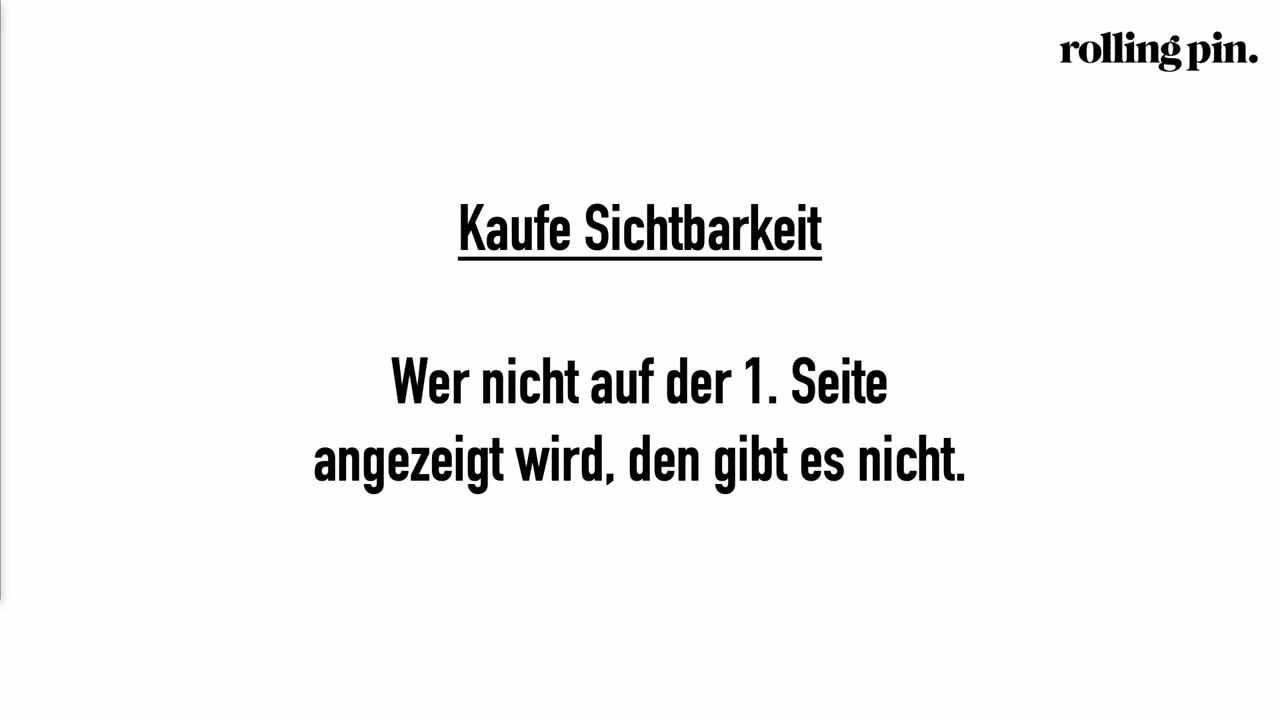 rolling pin.
Kaufe Sichtbarkeit
Wer nicht auf der 1. Seite
angezeigt wird, den gibt es nicht.